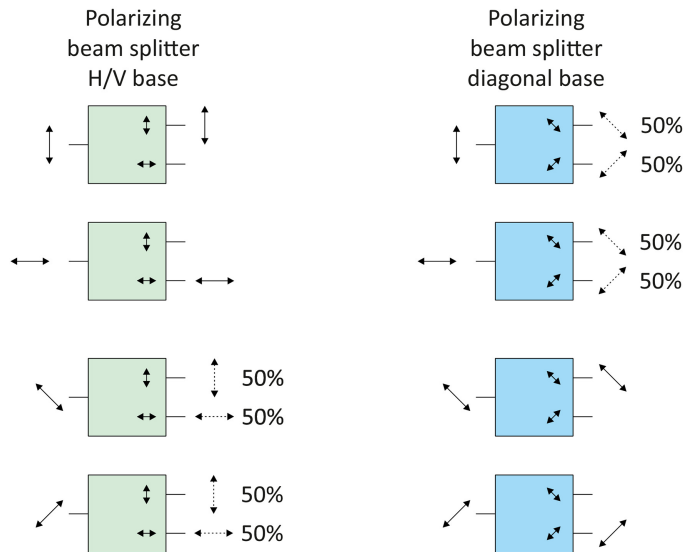 Polarizing
beam splitter
H/V base
Polarizing
beam splitter
diagonal base
50%
50%
50%
50%
50%
50%
50%
50%